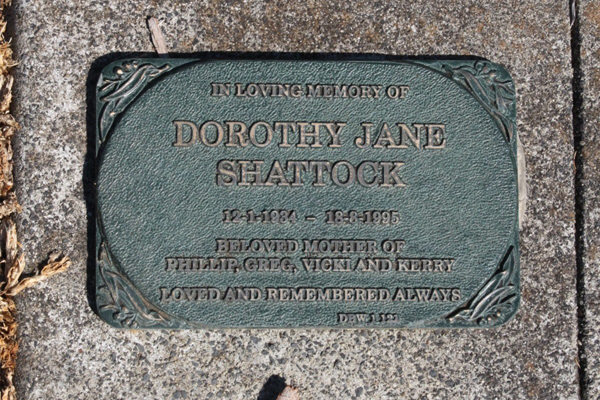 IN LOVING MEMORY OF
DOROTHY JANE
SHATTOCK
12-1-1934 - 18-8-1995
BELOVED MOTHER OF
PHILLIP, GREG, VICKI AND KERRY
LOVED AND REMEMBERED ALWAYS